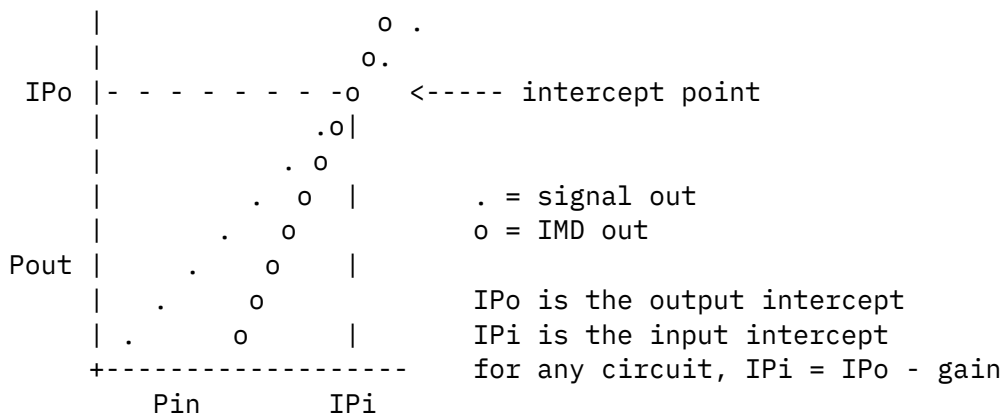 IPo |- - - - - - - -o <----- intercept point
. = signal out
o = IMD out
Pout
IPo is the output intercept
IPi is the input intercept
for any circuit, IPi = IPo - gain
Pin IPi